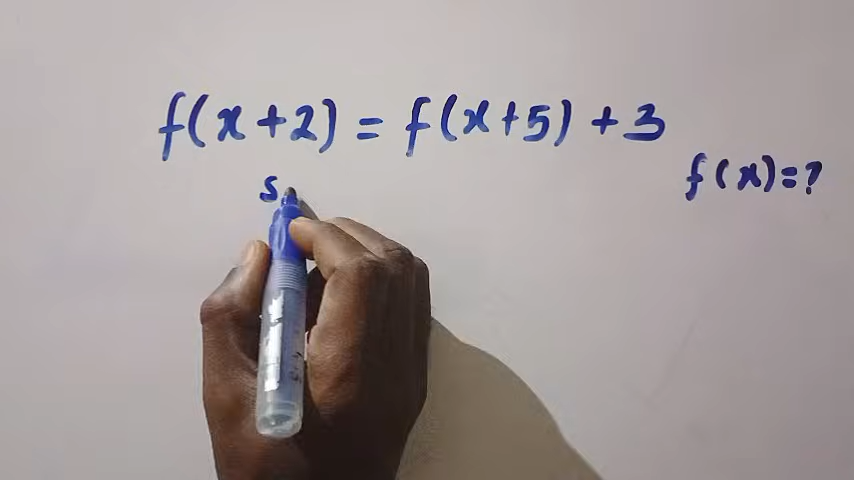 f(x+2) = f(x+5) + 3
f(x)=?
s